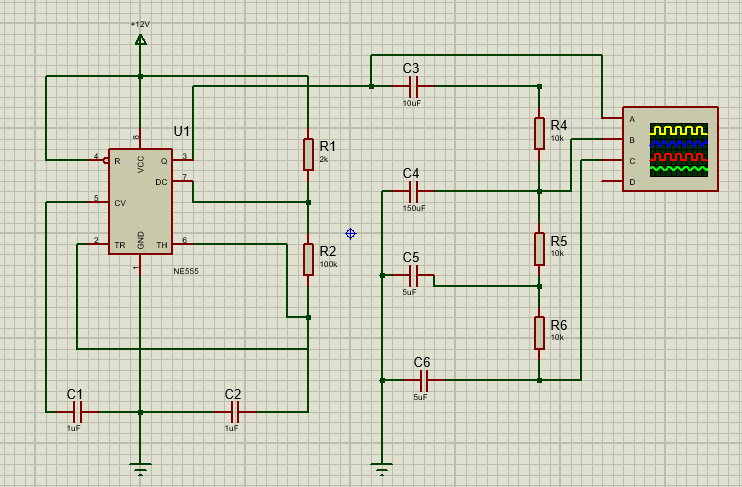 +12V
U1
8
VCC
4
R
Q
3
DC
7
5
CV
2
TR
GND
TH
6
1
NE555
R1
2k
R2
100k
C1
1uF
C2
1uF
C3
10uF
C4
150uF
C5
5uF
C6
5uF
R4
10k
R5
10k
R6
10k
A
B
C
D